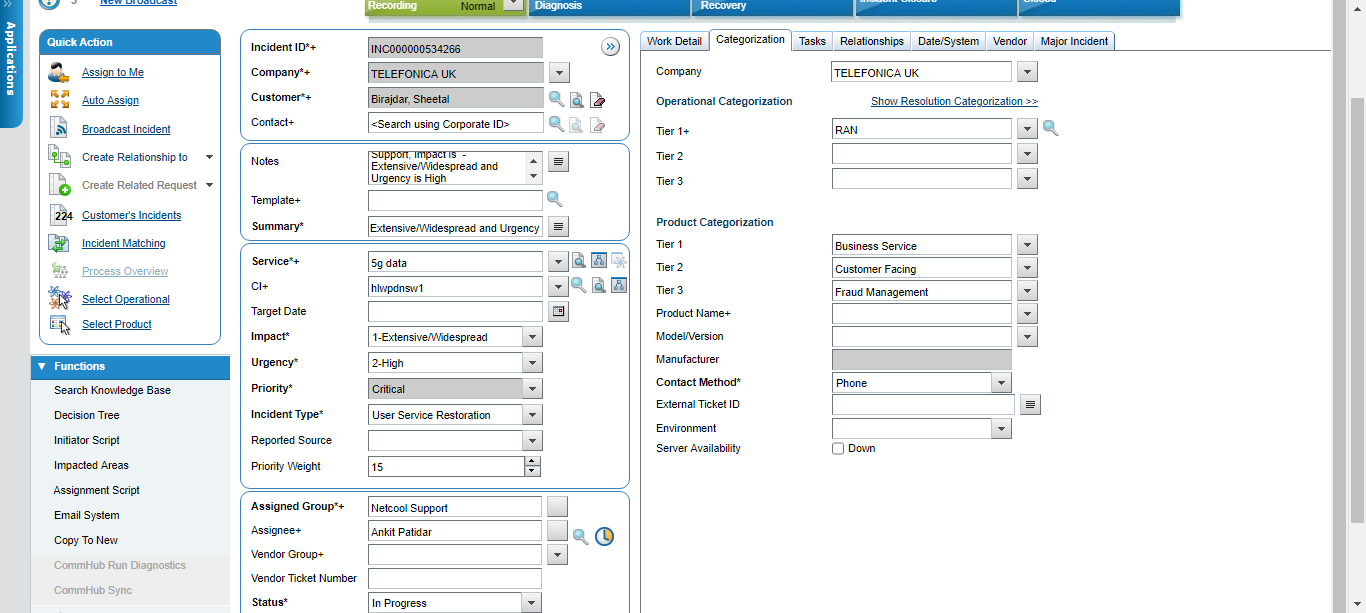 Applications
New Broadcast
Recording
Normal
Diagnosis
Recovery
Incident Closure
Closed
Quick Action
Assign to Me
Auto Assign
Broadcast Incident
Create Relationship to
Create Related Request
224 Customer's Incidents
Incident Matching
Process Overview
Select Operational
Select Product
Functions
Search Knowledge Base
Decision Tree
Initiator Script
Impacted Areas
Assignment Script
Email System
Copy To New
CommHub Run Diagnostics
CommHub Sync
Incident ID*+ INC000000534266
Company*+ TELEFONICA UK
Customer*+ Birajdar, Sheetal
Contact+ <Search using Corporate ID>
Notes
Support, Impact is -
Extensive/Widespread and
Urgency is High
Template+
Summary* Extensive/Widespread and Urgency
Service*+ 5g data
CI+ hlwpdnsw1
Target Date
Impact* 1-Extensive/Widespread
Urgency* 2-High
Priority* Critical
Incident Type* User Service Restoration
Reported Source
Priority Weight 15
Assigned Group*+ Netcool Support
Assignee+ Ankit Patidar
Vendor Group+
Vendor Ticket Number
Status* In Progress
Work Detail Categorization Tasks Relationships Date/System Vendor Major Incident
Company TELEFONICA UK
Operational Categorization Show Resolution Categorization >>
Tier 1+ RAN
Tier 2
Tier 3
Product Categorization
Tier 1 Business Service
Tier 2 Customer Facing
Tier 3 Fraud Management
Product Name+
Model/Version
Manufacturer
Contact Method* Phone
External Ticket ID
Environment
Server Availability Down